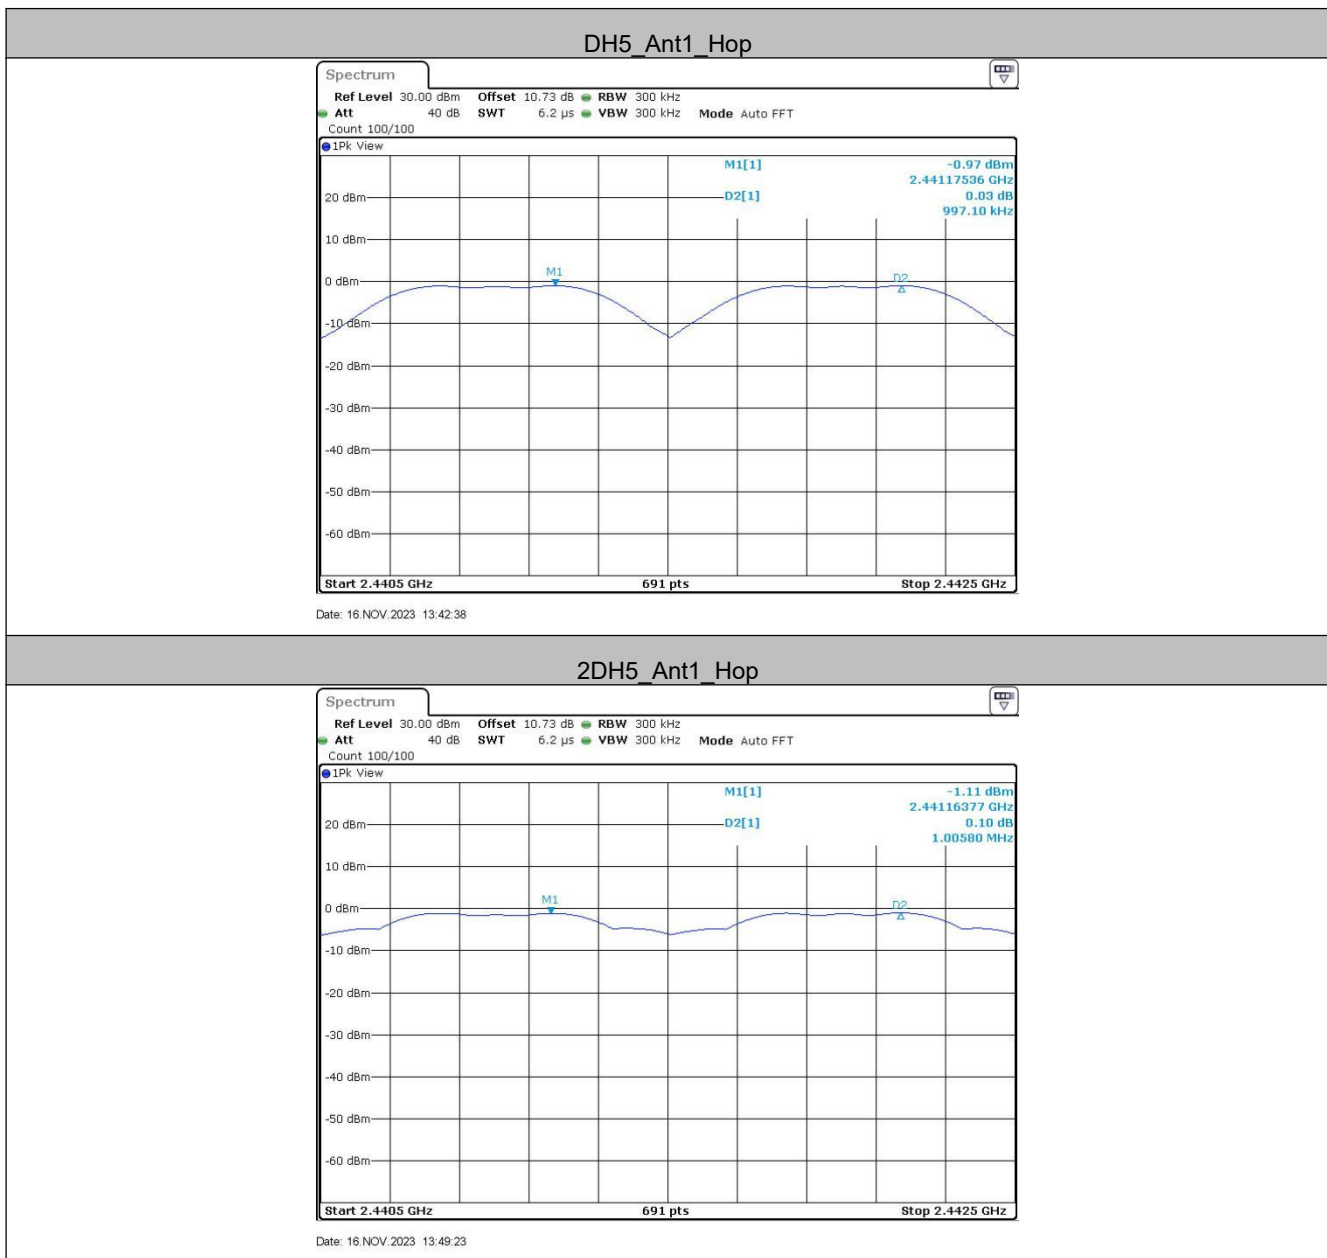 DH5_Ant1_Hop
Spectrum
Ref Level 30.00 dBm Offset 10.73 dB RBW 300 kHz
Att 40 dB SWT 6.2 µs VBW 300 kHz Mode Auto FFT
Count 100/100
1Pk View
M1[1] -0.97 dBm
2.44117536 GHz
20 dBm D2[1] 0.03 dB
997.10 kHz
10 dBm
M1
0 dBm D2
-10 dBm
-20 dBm
-30 dBm
-40 dBm
-50 dBm
-60 dBm
Start 2.4405 GHz 691 pts Stop 2.4425 GHz
Date: 16.NOV.2023 13:42:38
2DH5_Ant1_Hop
Spectrum
Ref Level 30.00 dBm Offset 10.73 dB RBW 300 kHz
Att 40 dB SWT 6.2 µs VBW 300 kHz Mode Auto FFT
Count 100/100
1Pk View
M1[1] -1.11 dBm
2.44116377 GHz
20 dBm D2[1] 0.10 dB
1.00580 MHz
10 dBm
M1
0 dBm D2
-10 dBm
-20 dBm
-30 dBm
-40 dBm
-50 dBm
-60 dBm
Start 2.4405 GHz 691 pts Stop 2.4425 GHz
Date: 16.NOV.2023 13:49:23